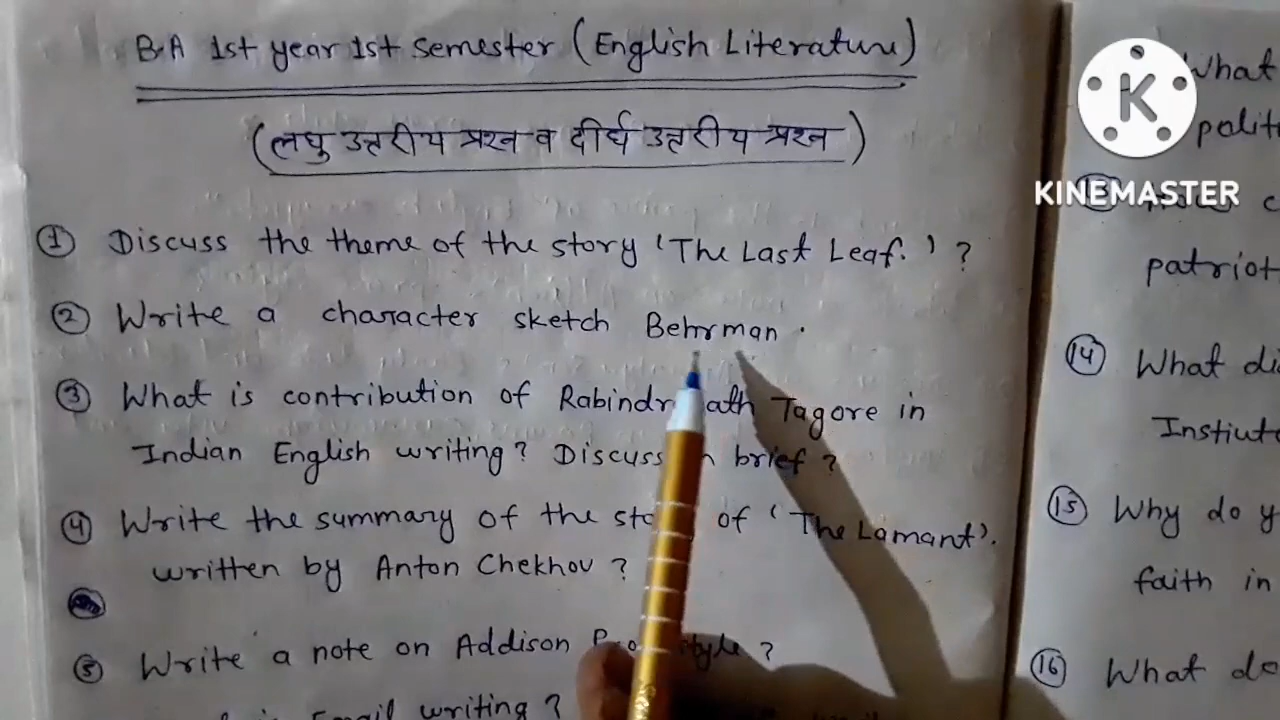 B.A 1st year 1st semester (English Literature)
(लघु उत्तरीय प्रश्न व दीर्घ उत्तरीय प्रश्न)
① Discuss the theme of the story 'The Last Leaf.' ?
② Write a character sketch Behrman.
③ What is contribution of Tagore in
Indian English writing? Discuss brief ?
④ Write the summary of the of 'The Lamant'.
written by Anton Chekhov ?
⑤ Write a note on Addison ?
Email writing ?
What
KINEMASTER
patriot
⑭ What
Instiute
⑮ Why do
faith in
⑯ What do